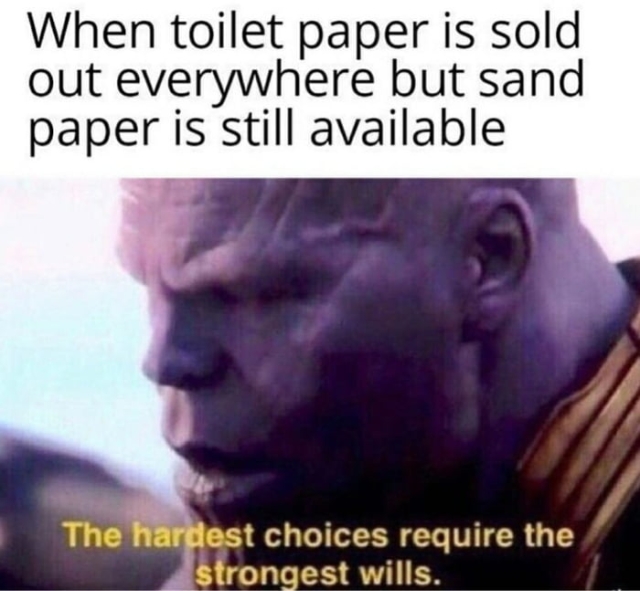 When toilet paper is sold
out everywhere but sand
paper is still available
The hardest choices require the
strongest wills.